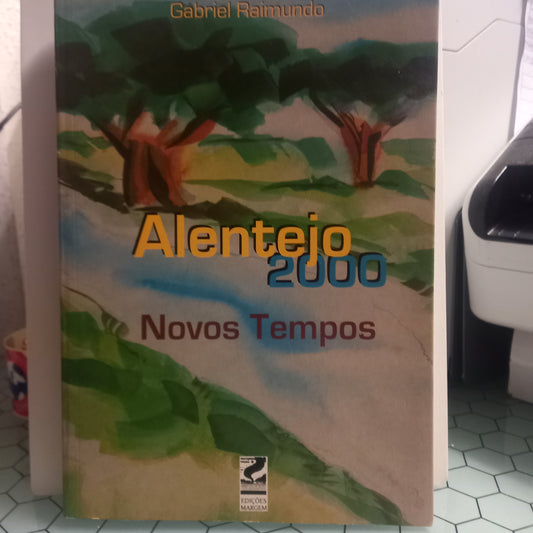 Gabriel Raimundo
Alentejo
2000
Novos Tempos
EDIÇÕES
MARGEM